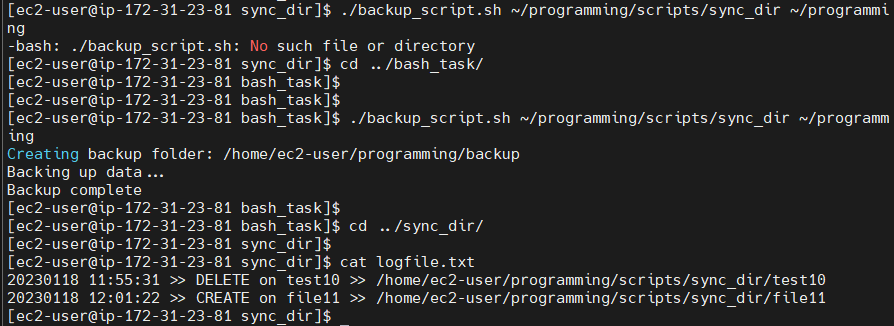 [ec2-user@ip-172-31-23-81 sync_dir]$ ./backup_script.sh ~/programming/scripts/sync_dir ~/programmi
ng
-bash: ./backup_script.sh: No such file or directory
[ec2-user@ip-172-31-23-81 sync_dir]$ cd ../bash_task/
[ec2-user@ip-172-31-23-81 bash_task]$
[ec2-user@ip-172-31-23-81 bash_task]$
[ec2-user@ip-172-31-23-81 bash_task]$ ./backup_script.sh ~/programming/scripts/sync_dir ~/programm
ing
Creating backup folder: /home/ec2-user/programming/backup
Backing up data...
Backup complete
[ec2-user@ip-172-31-23-81 bash_task]$
[ec2-user@ip-172-31-23-81 bash_task]$ cd ../sync_dir/
[ec2-user@ip-172-31-23-81 sync_dir]$
[ec2-user@ip-172-31-23-81 sync_dir]$ cat logfile.txt
20230118 11:55:31 >> DELETE on test10 >> /home/ec2-user/programming/scripts/sync_dir/test10
20230118 12:01:22 >> CREATE on file11 >> /home/ec2-user/programming/scripts/sync_dir/file11
[ec2-user@ip-172-31-23-81 sync_dir]$ _